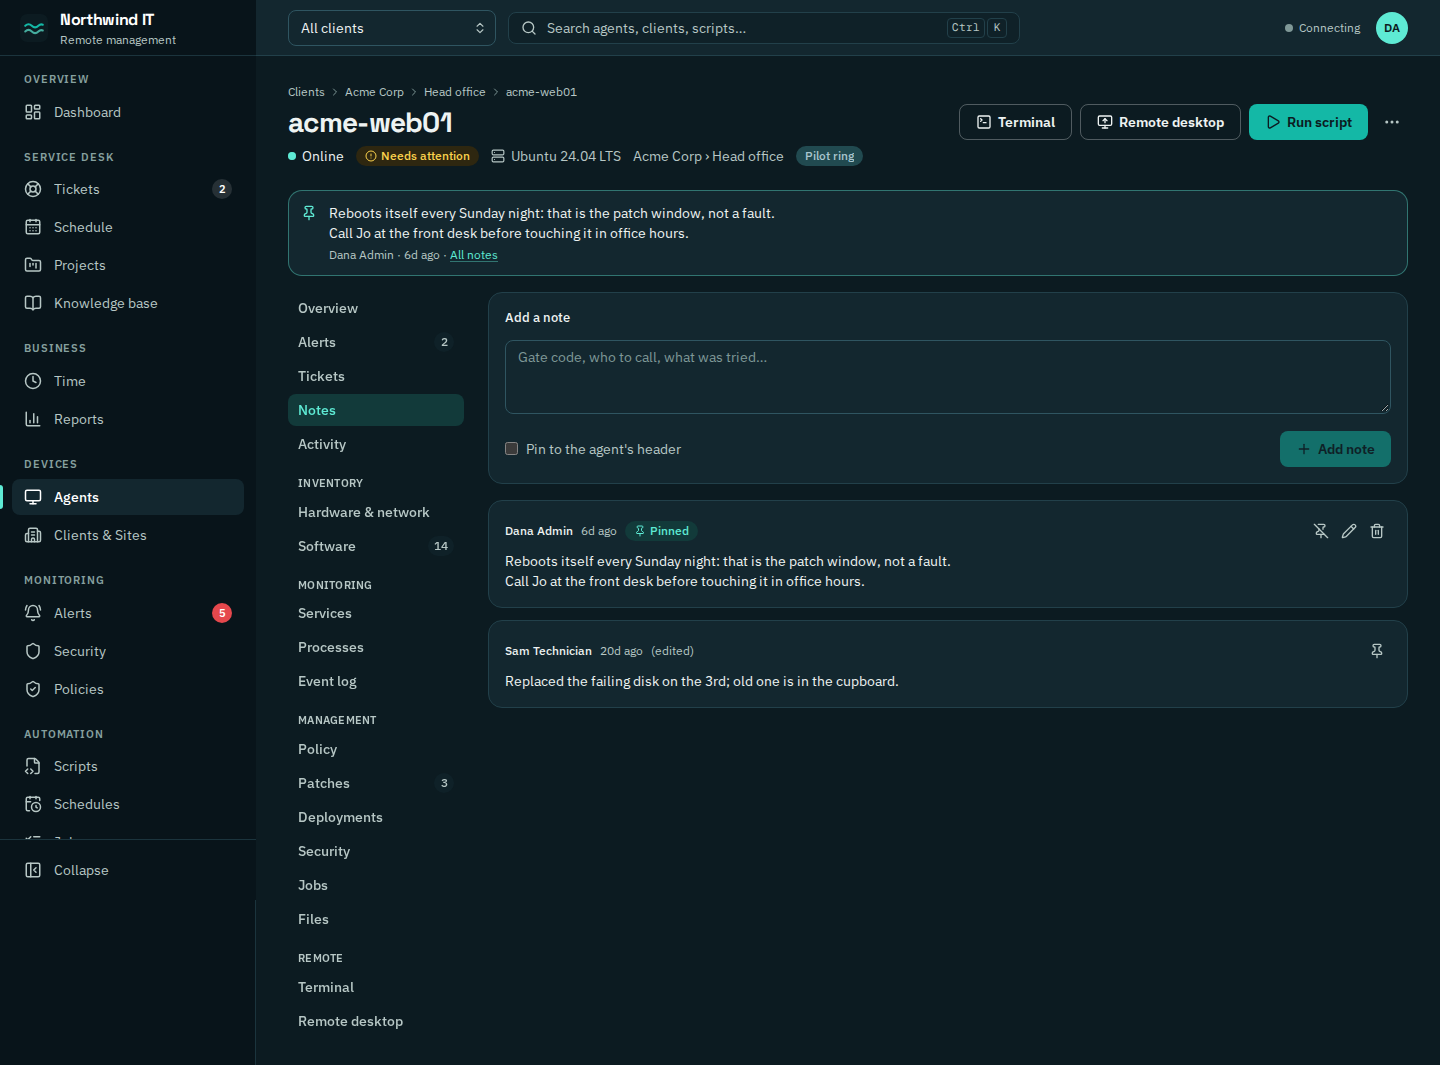 Northwind IT
Remote management
All clients
Search agents, clients, scripts...
Ctrl K
Connecting
DA
OVERVIEW
Dashboard
SERVICE DESK
Tickets 2
Schedule
Projects
Knowledge base
BUSINESS
Time
Reports
DEVICES
Agents
Clients & Sites
MONITORING
Alerts 5
Security
Policies
AUTOMATION
Scripts
Schedules
Collapse
Clients > Acme Corp > Head office > acme-web01
acme-web01
Terminal
Remote desktop
Run script
Online
Needs attention
Ubuntu 24.04 LTS
Acme Corp › Head office
Pilot ring
Reboots itself every Sunday night: that is the patch window, not a fault.
Call Jo at the front desk before touching it in office hours.
Dana Admin · 6d ago · All notes
Overview
Alerts 2
Tickets
Notes
Activity
INVENTORY
Hardware & network
Software 14
MONITORING
Services
Processes
Event log
MANAGEMENT
Policy
Patches 3
Deployments
Security
Jobs
Files
REMOTE
Terminal
Remote desktop
Add a note
Gate code, who to call, what was tried...
Pin to the agent's header
Add note
Dana Admin 6d ago Pinned
Reboots itself every Sunday night: that is the patch window, not a fault.
Call Jo at the front desk before touching it in office hours.
Sam Technician 20d ago (edited)
Replaced the failing disk on the 3rd; old one is in the cupboard.